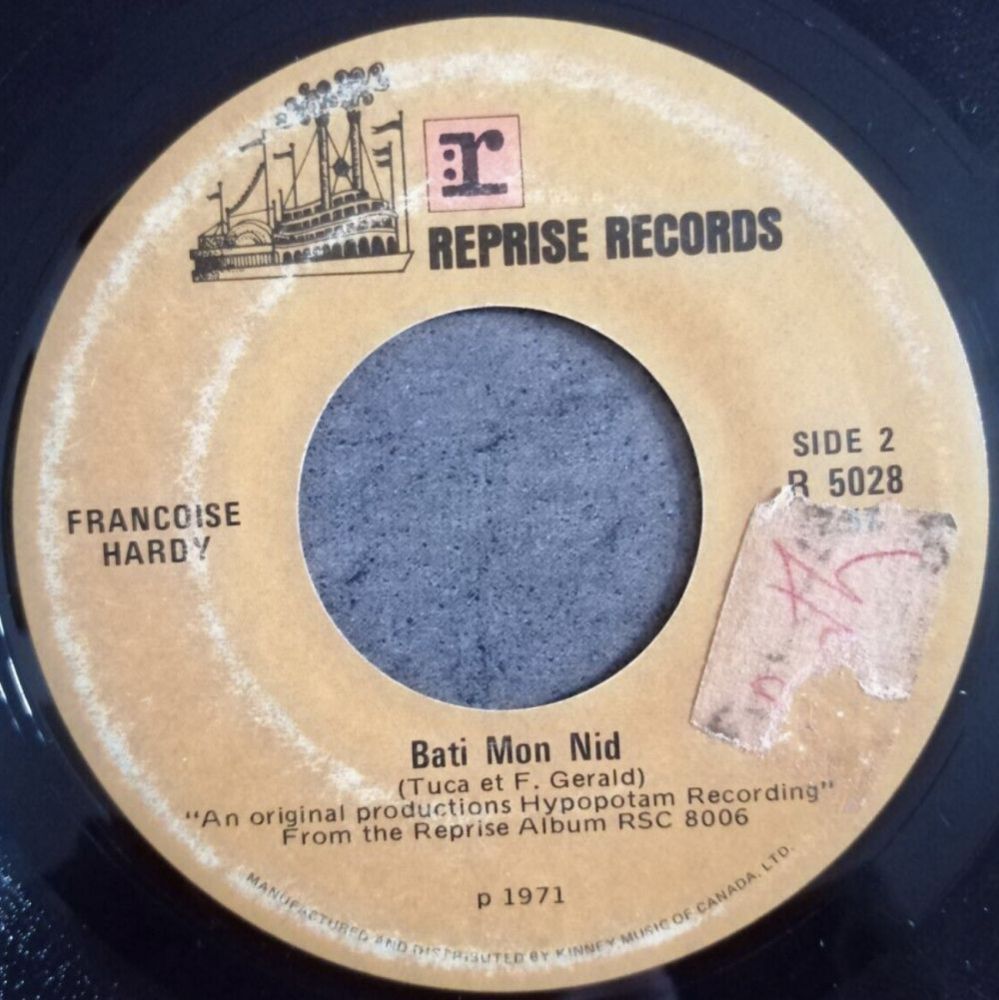 r
REPRISE RECORDS
SIDE 2
R 5028
FRANCOISE
HARDY
Bati Mon Nid
(Tuca et F. Gerald)
"An original productions Hypopotam Recording"
From the Reprise Album RSC 8006
p 1971
MANUFACTURED AND DISTRIBUTED BY KINNEY MUSIC OF CANADA, LTD.